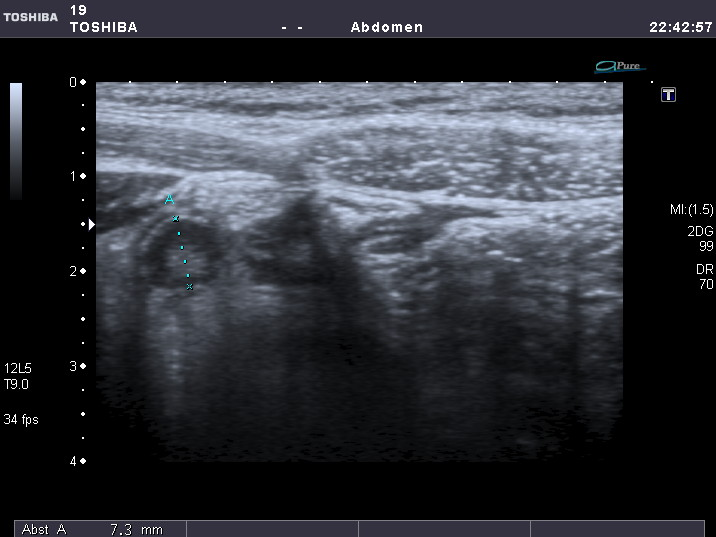 TOSHIBA
19
TOSHIBA
- -
Abdomen
22:42:57
Pure
T
0
1
2
3
4
A
MI:(1.5)
2DG
99
DR
70
12L5
T9.0
34 fps
Abst A 7.3 mm